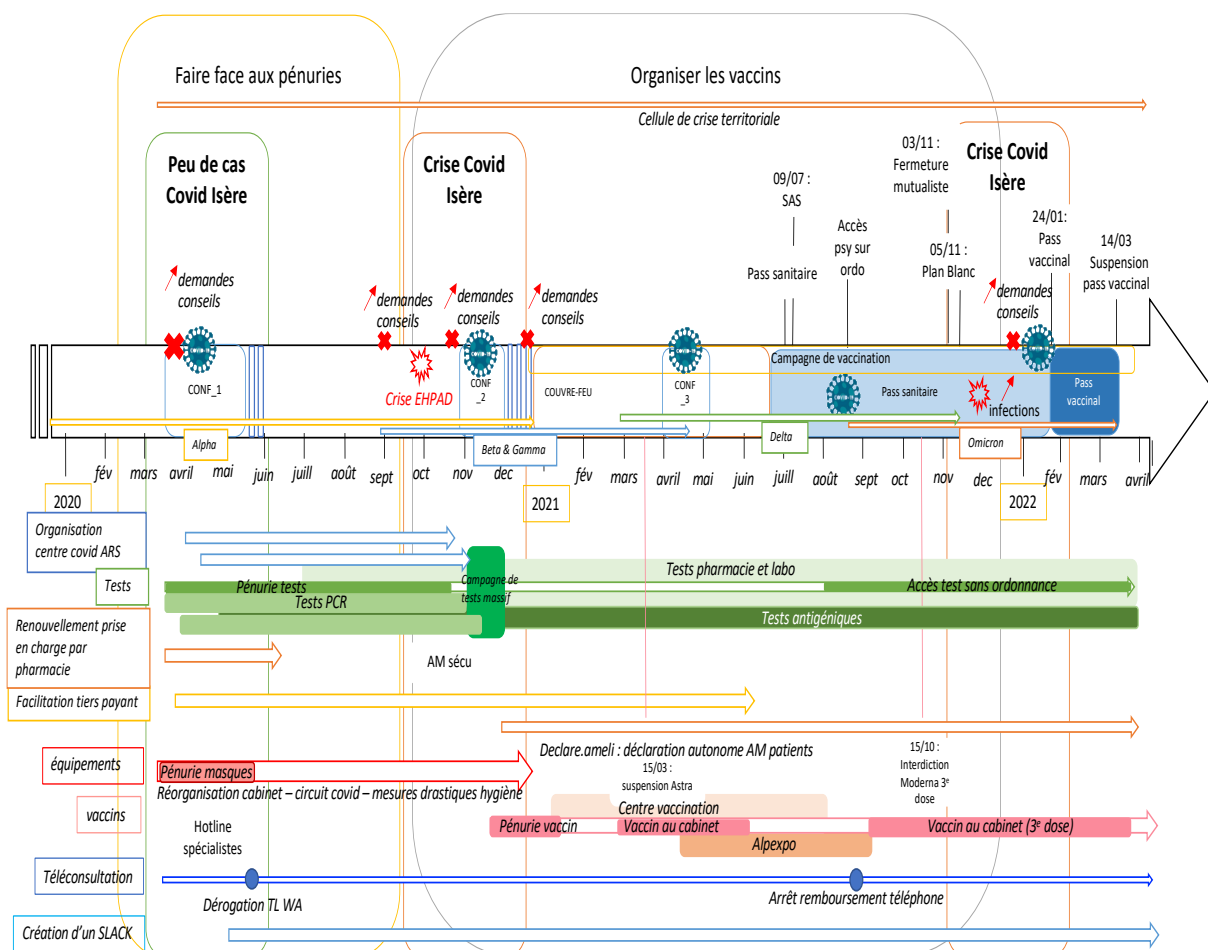 Faire face aux pénuries
Organiser les vaccins
Cellule de crise territoriale
Peu de cas
Covid Isère
Crise Covid
Isère
03/11 :
Fermeture
mutualiste
Crise Covid
Isère
09/07 :
SAS
Accès
psy sur
ordo
24/01:
Pass
vaccinal
14/03
Suspension
pass vaccinal
Pass sanitaire
05/11 :
Plan Blanc
demandes
conseils
demandes
conseils
demandes
conseils
demandes
conseils
demandes
conseils
Campagne de vaccination
CONF_1
Crise EHPAD
CONF
_2
COUVRE-FEU
CONF
_3
Pass sanitaire
infections
Pass
vaccinal
Alpha
Beta & Gamma
Delta
Omicron
fév mars avril mai juin juill août sept oct nov dec fév mars avril mai juin juill août sept oct nov dec fév mars avril
2020
2021
2022
Organisation
centre covid ARS
Tests
Pénurie tests
Campagne de
tests massif
Tests pharmacie et labo
Accès test sans ordonnance
Tests PCR
Tests antigéniques
Renouvellement prise
en charge par
pharmacie
AM sécu
Facilitation tiers payant
Declare.ameli : déclaration autonome AM patients
équipements
Pénurie masques
Réorganisation cabinet – circuit covid – mesures drastiques hygiène
15/03 :
suspension Astra
15/10 :
Interdiction
Moderna 3e
dose
vaccins
Centre vaccination
Pénurie vaccin
Vaccin au cabinet
Vaccin au cabinet (3e dose)
Alpexpo
Hotline
spécialistes
Téléconsultation
Dérogation TL WA
Arrêt remboursement téléphone
Création d'un SLACK